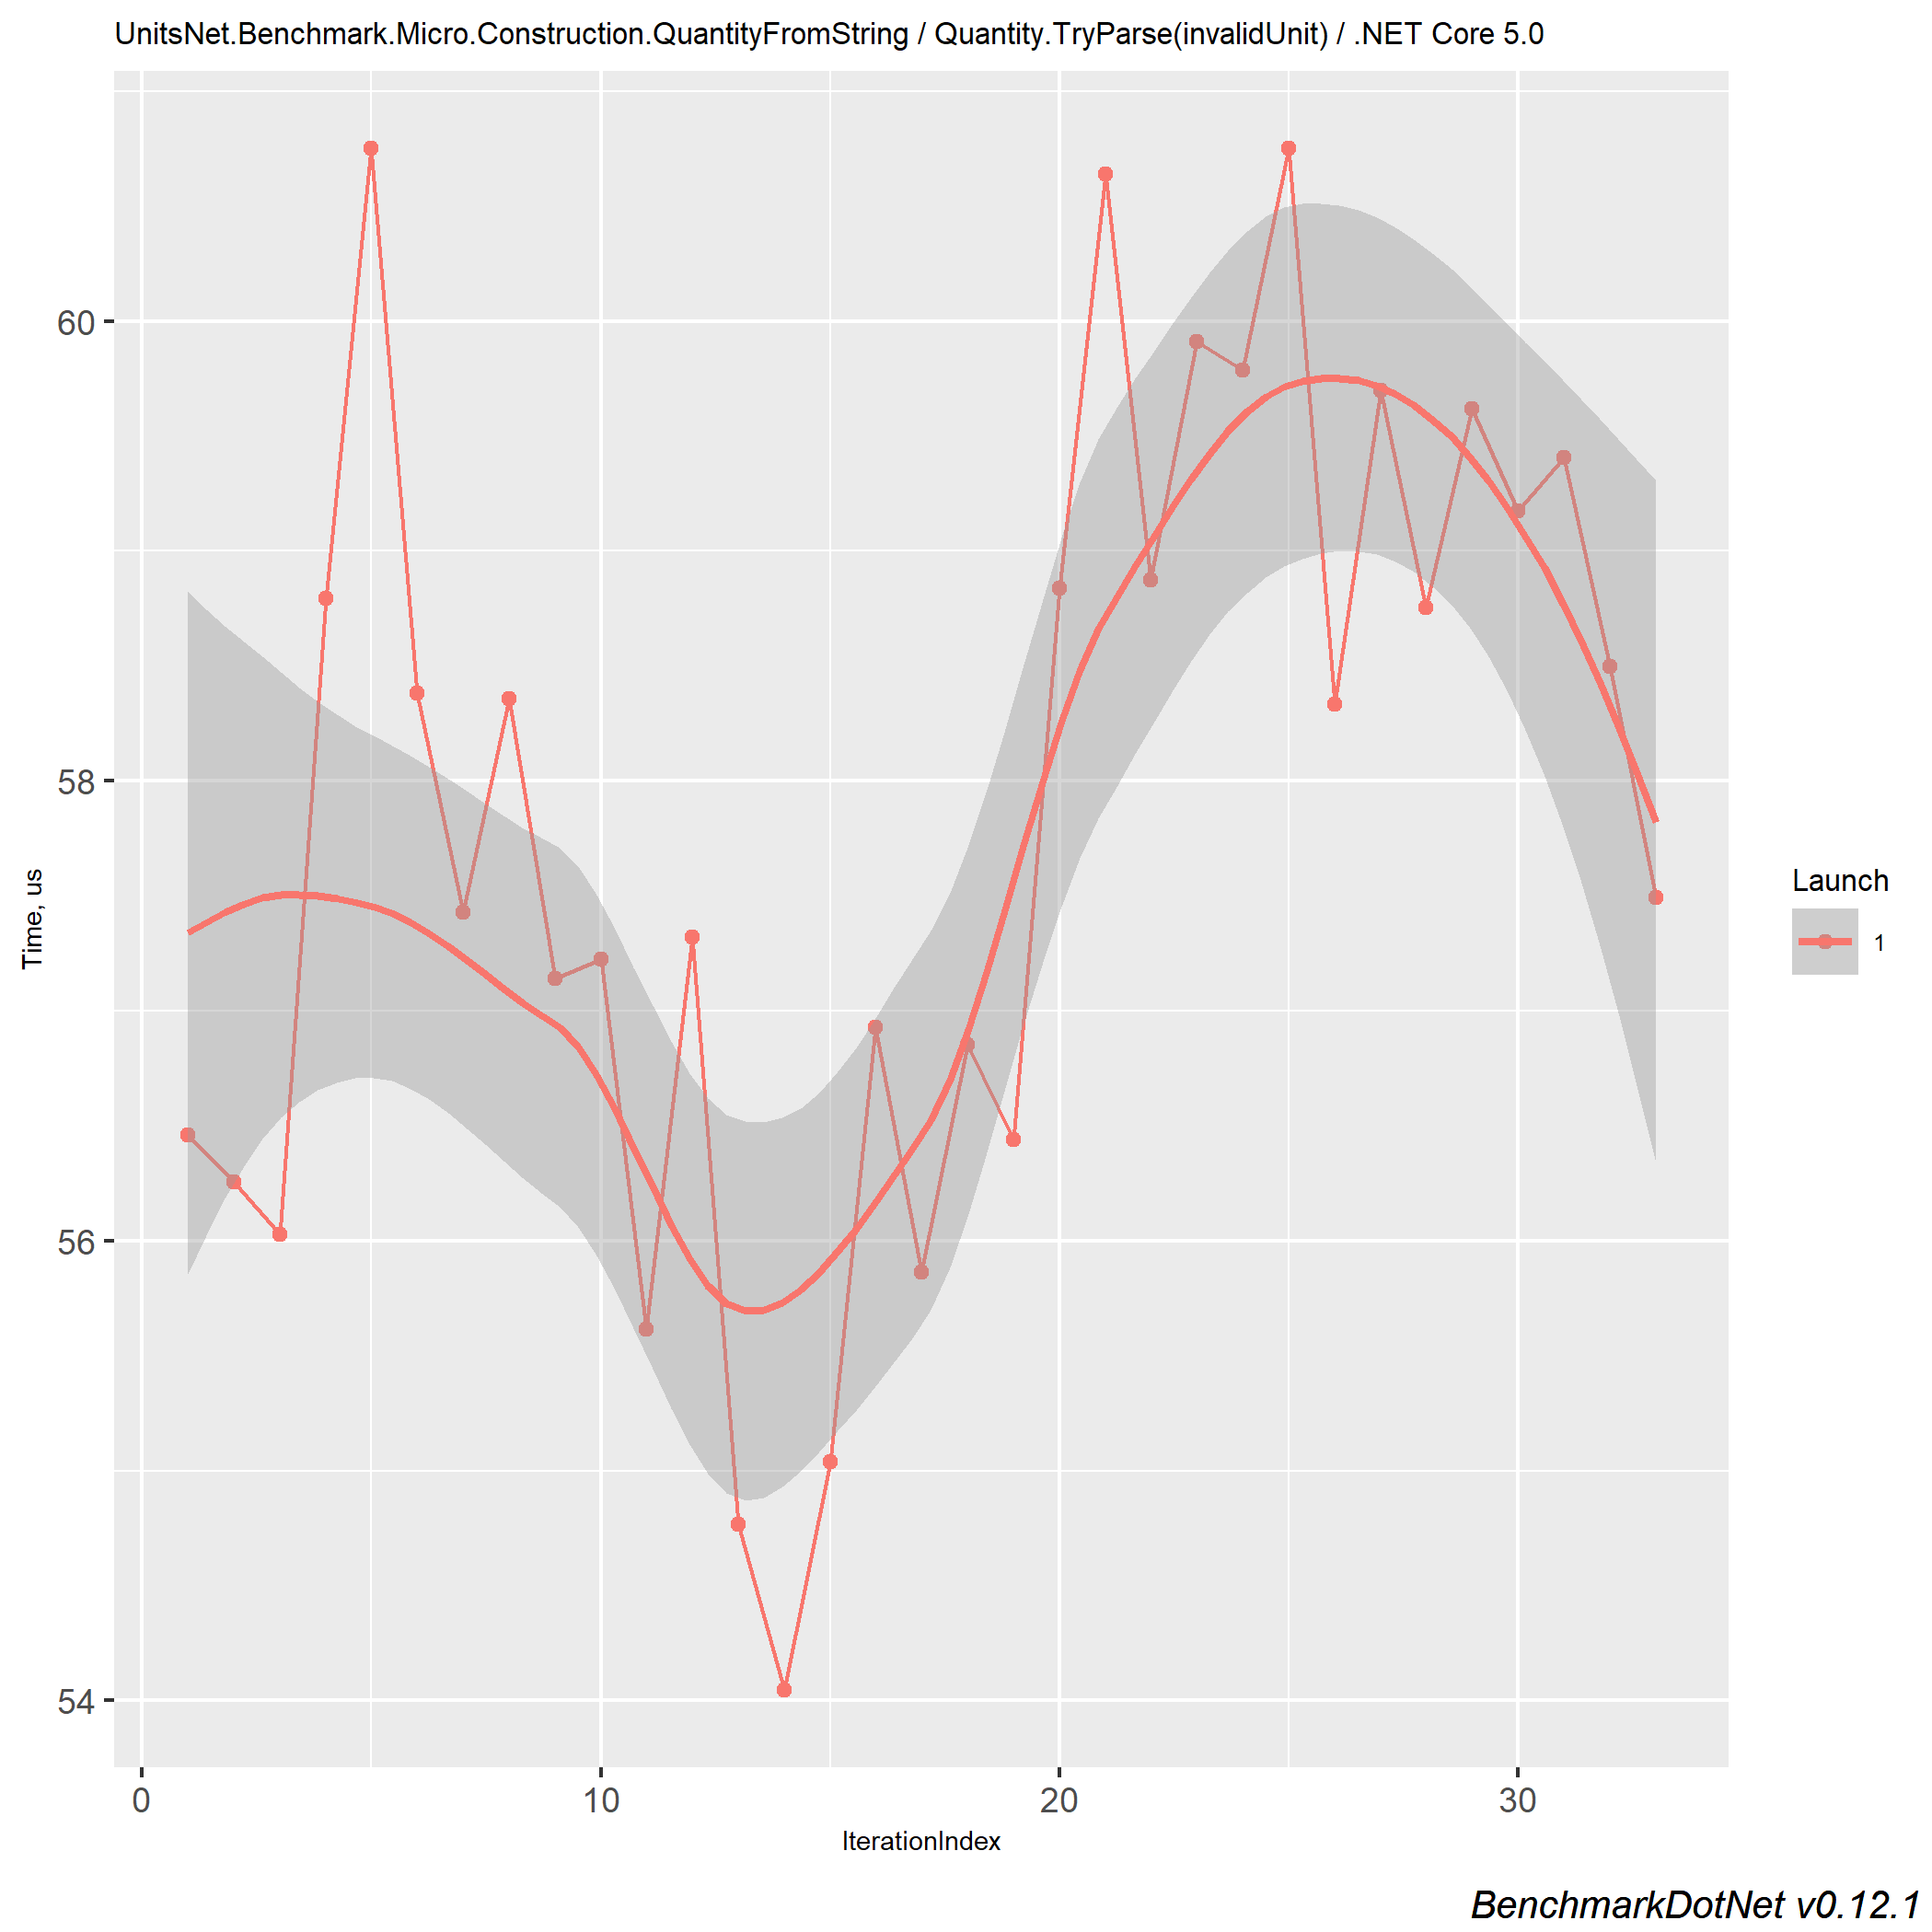 UnitsNet.Benchmark.Micro.Construction.QuantityFromString / Quantity.TryParse(invalidUnit) / .NET Core 5.0
60
58
56
54
Time, us
0 10 20 30
IterationIndex
Launch
1
BenchmarkDotNet v0.12.1